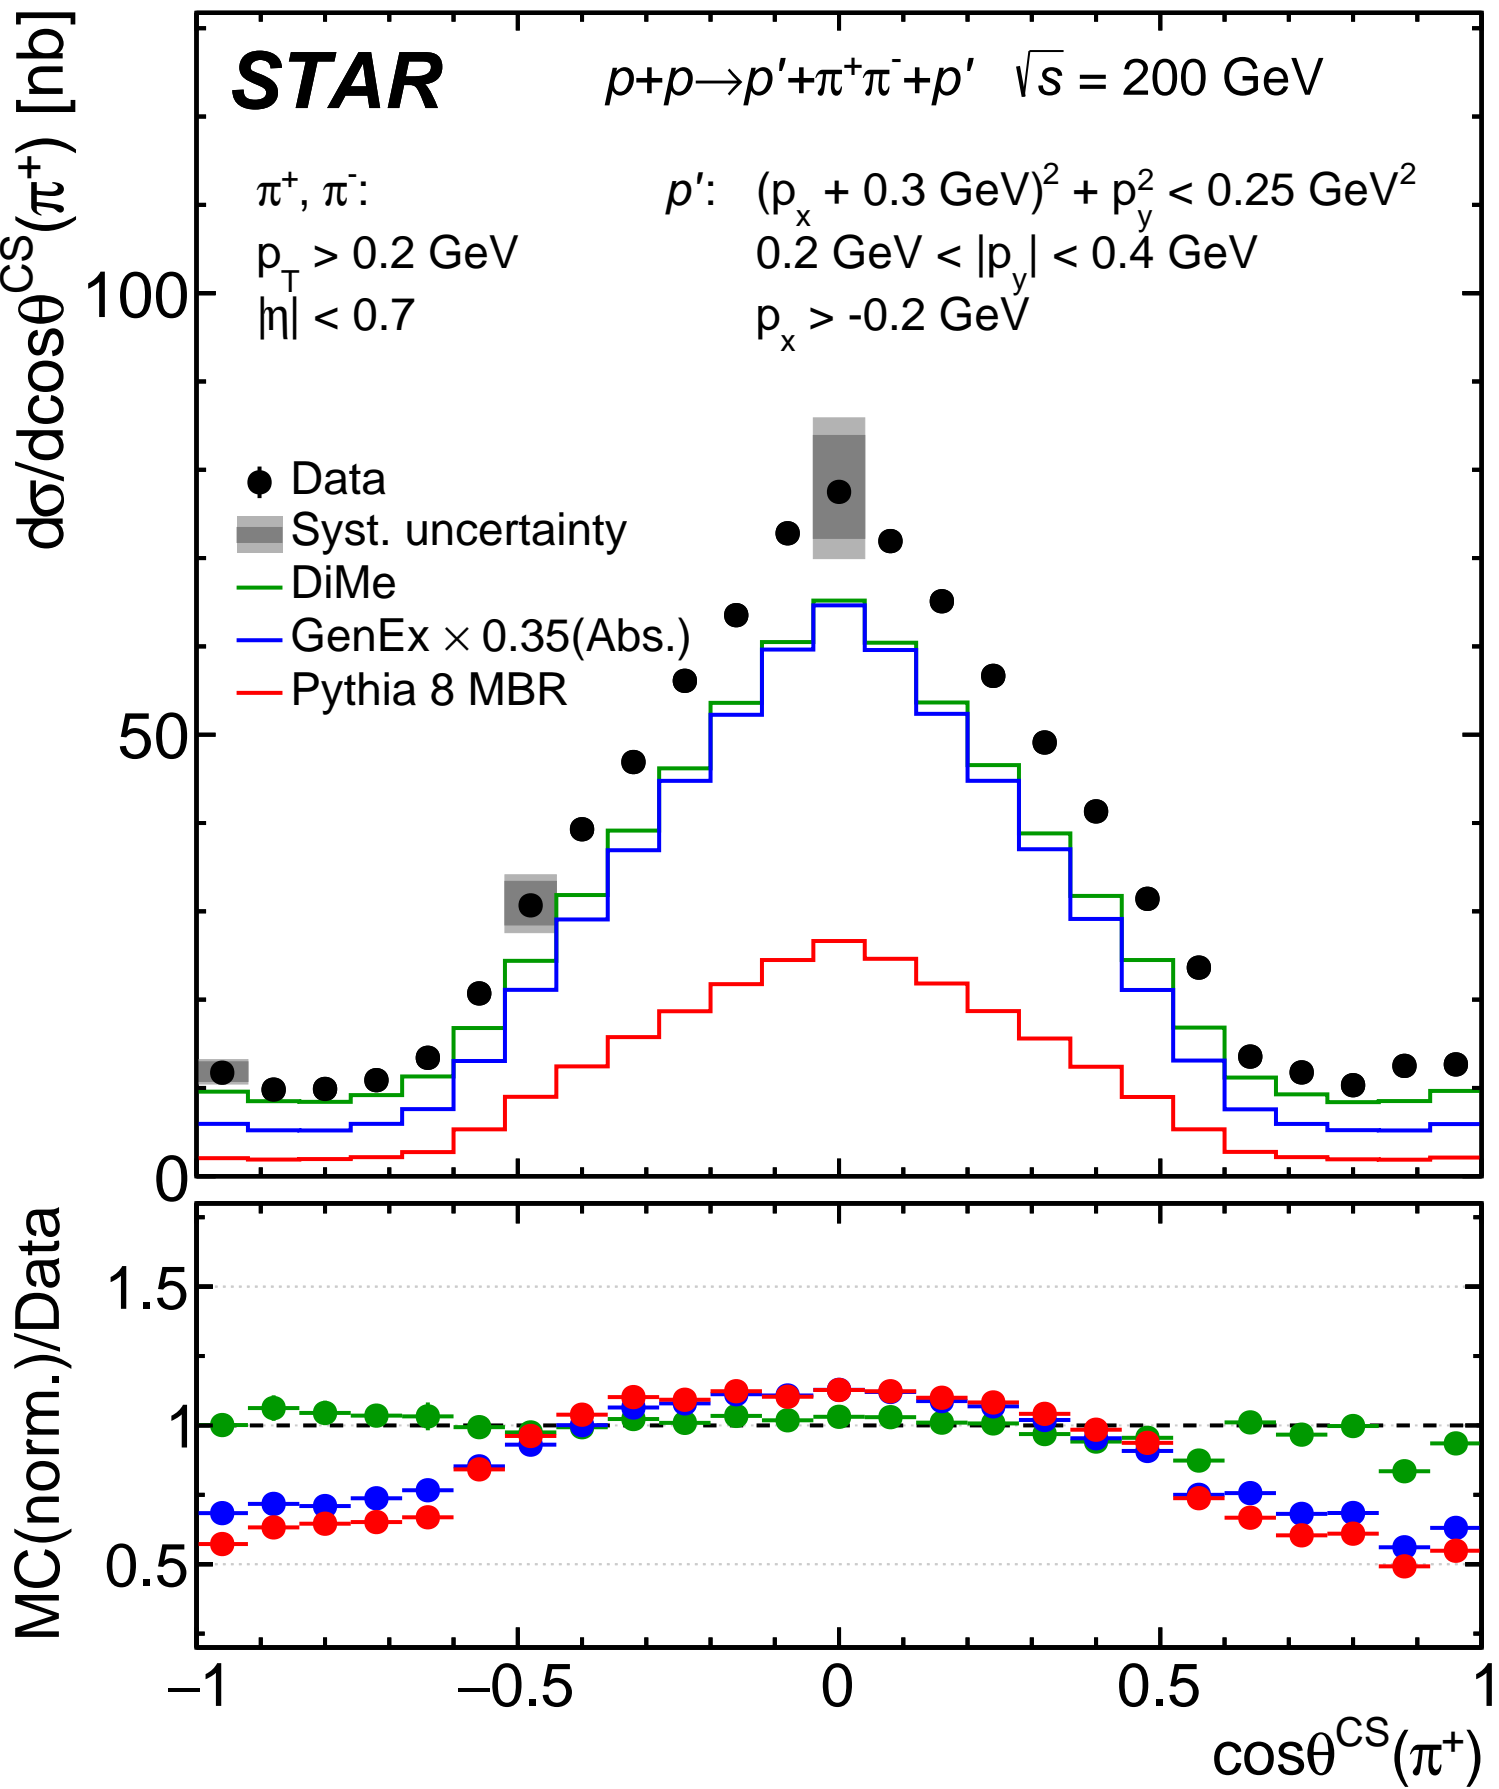 dσ/dcosθ^CS(π⁺) [nb]
STAR p+p→p′+π⁺π⁻+p′ √s = 200 GeV
π⁺, π⁻: p′: (p_x + 0.3 GeV)² + p_y² < 0.25 GeV²
p_T > 0.2 GeV 0.2 GeV < |p_y| < 0.4 GeV
|η| < 0.7 p_x > -0.2 GeV
100
Data
Syst. uncertainty
DiMe
GenEx × 0.35(Abs.)
Pythia 8 MBR
50
0
MC(norm.)/Data
1.5
1
0.5
−1 −0.5 0 0.5 1
cosθ^CS(π⁺)